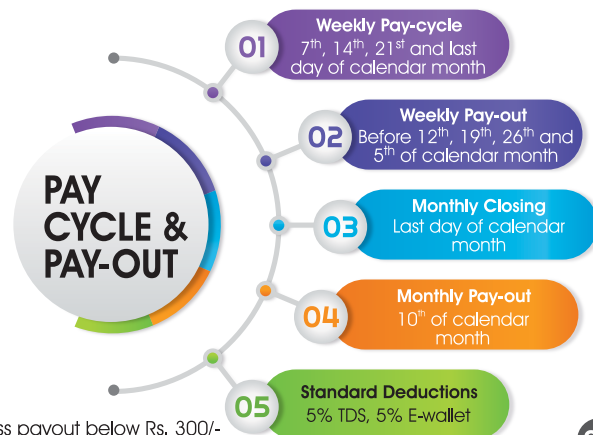 PAY
CYCLE &
PAY-OUT
01
Weekly Pay-cycle
7th, 14th, 21st and last
day of calendar month
02
Weekly Pay-out
Before 12th, 19th, 26th and
5th of calendar month
03
Monthly Closing
Last day of calendar
month
04
Monthly Pay-out
10th of calendar
month
05
Standard Deductions
5% TDS, 5% E-wallet
payout below Rs. 300/-